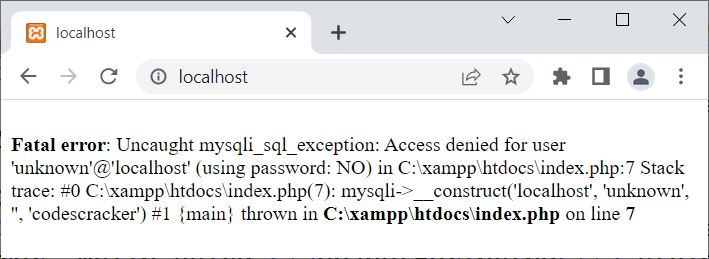 localhost
localhost
Fatal error: Uncaught mysqli_sql_exception: Access denied for user
'unknown'@'localhost' (using password: NO) in C:\xampp\htdocs\index.php:7 Stack
trace: #0 C:\xampp\htdocs\index.php(7): mysqli->__construct('localhost', 'unknown',
'', 'codescracker') #1 {main} thrown in C:\xampp\htdocs\index.php on line 7